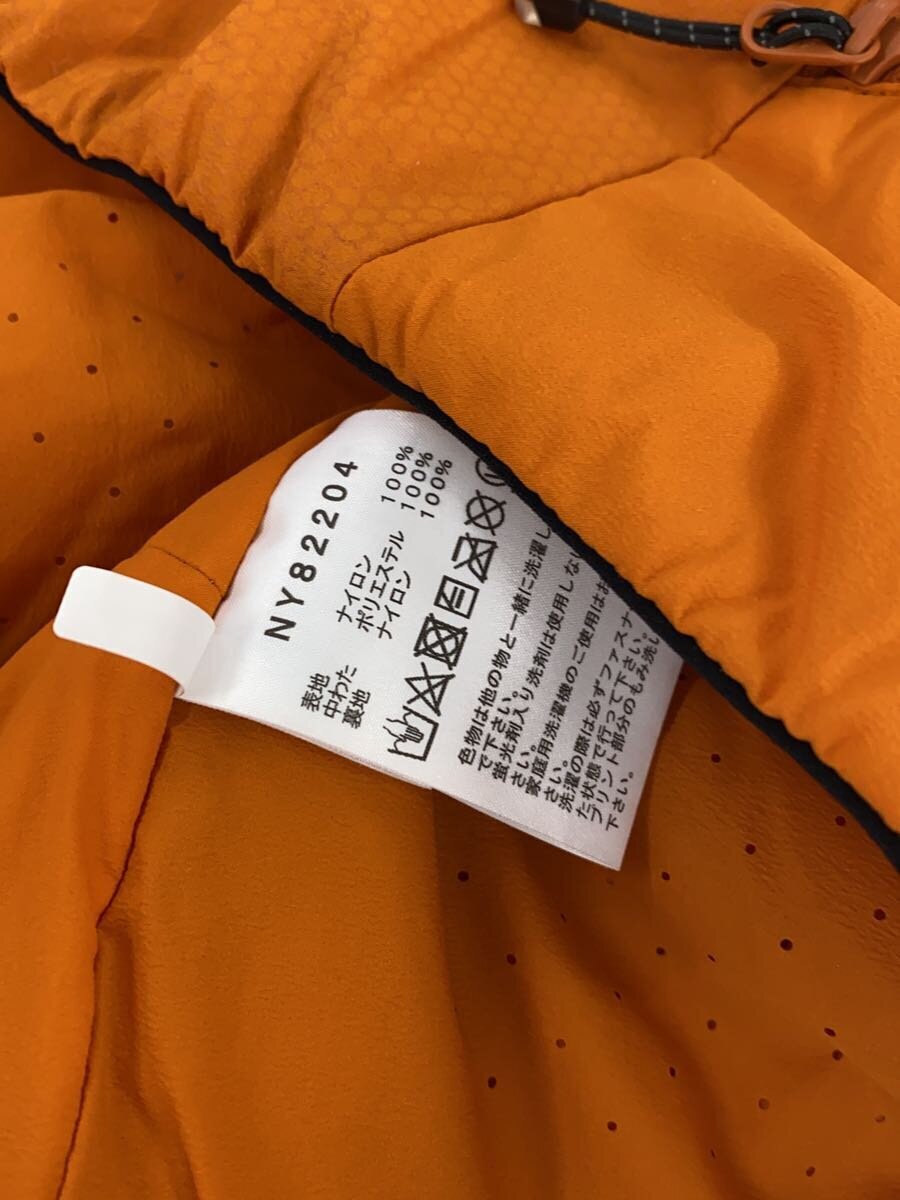 NY82204
表地 ナイロン 100%
中わた ポリエステル 100%
裏地 ナイロン 100%
色物は他の物と一緒に洗濯し
で下さい。
蛍光剤入り洗剤は使用しない
さい。
家庭用洗濯機のご使用はお
さい。
洗濯の際は必ずファスナ
た状態で行って下さい。
プリント部分のもみ洗い
下さい。